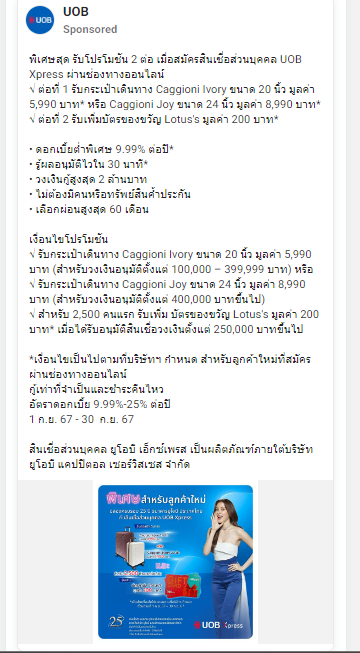 UOB
UOB
Sponsored
พิเศษสุด รับโปรโมชัน 2 ต่อ เมื่อสมัครสินเชื่อส่วนบุคคล UOB
Xpress ผ่านช่องทางออนไลน์
√ ต่อที่ 1 รับกระเป๋าเดินทาง Caggioni Ivory ขนาด 20 นิ้ว มูลค่า
5,990 บาท* หรือ Caggioni Joy ขนาด 24 นิ้ว มูลค่า 8,990 บาท*
√ ต่อที่ 2 รับเพิ่มบัตรของขวัญ Lotus's มูลค่า 200 บาท*
• ดอกเบี้ยต่ำพิเศษ 9.99% ต่อปี*
• รู้ผลอนุมัติไวใน 30 นาที*
• วงเงินกู้สูงสุด 2 ล้านบาท
• ไม่ต้องมีคนหรือทรัพย์สินค้ำประกัน
• เลือกผ่อนสูงสุด 60 เดือน
เงื่อนไขโปรโมชัน
√ รับกระเป๋าเดินทาง Caggioni Ivory ขนาด 20 นิ้ว มูลค่า 5,990
บาท (สำหรับวงเงินอนุมัติตั้งแต่ 100,000 – 399,999 บาท) หรือ
√ รับกระเป๋าเดินทาง Caggioni Joy ขนาด 24 นิ้ว มูลค่า 8,990
บาท (สำหรับวงเงินอนุมัติตั้งแต่ 400,000 บาทขึ้นไป)
√ สำหรับ 2,500 คนแรก รับเพิ่ม บัตรของขวัญ Lotus's มูลค่า 200
บาท* เมื่อได้รับอนุมัติสินเชื่อวงเงินตั้งแต่ 250,000 บาทขึ้นไป
*เงื่อนไขเป็นไปตามที่บริษัทฯ กำหนด สำหรับลูกค้าใหม่ที่สมัคร
ผ่านช่องทางออนไลน์
กู้เท่าที่จำเป็นและชำระคืนไหว
อัตราดอกเบี้ย 9.99%-25% ต่อปี
1 ก.ย. 67 - 30 ก.ย. 67
สินเชื่อส่วนบุคคล ยูโอบี เอ็กซ์เพรส เป็นผลิตภัณฑ์ภายใต้บริษัท
ยูโอบี แคปปิตอล เซอร์วิสเซส จำกัด
พิเศษสำหรับลูกค้าใหม่
25
UOB Xpress